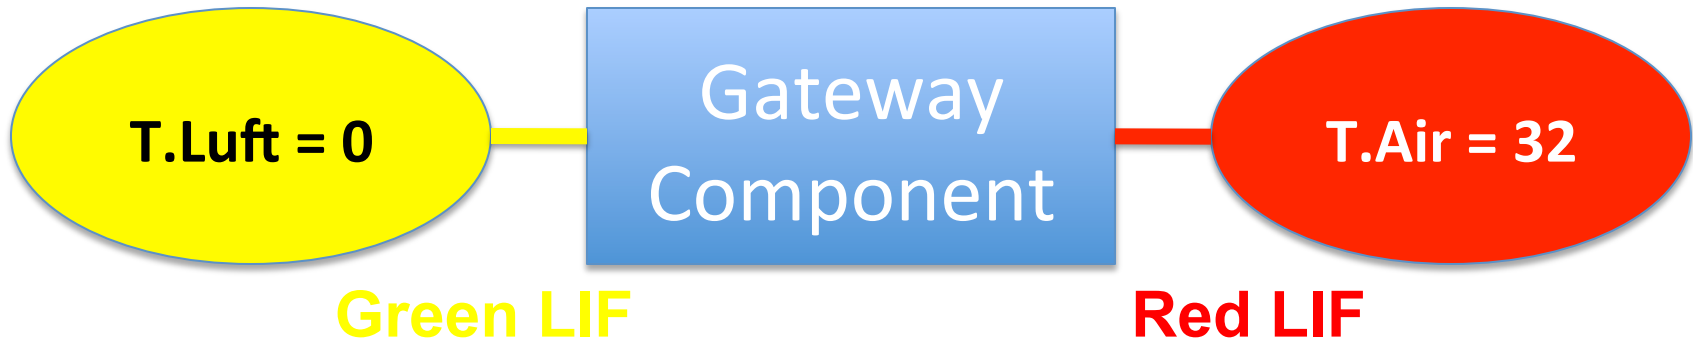 T.Luft = 0
Gateway
Component
T.Air = 32
Green LIF
Red LIF